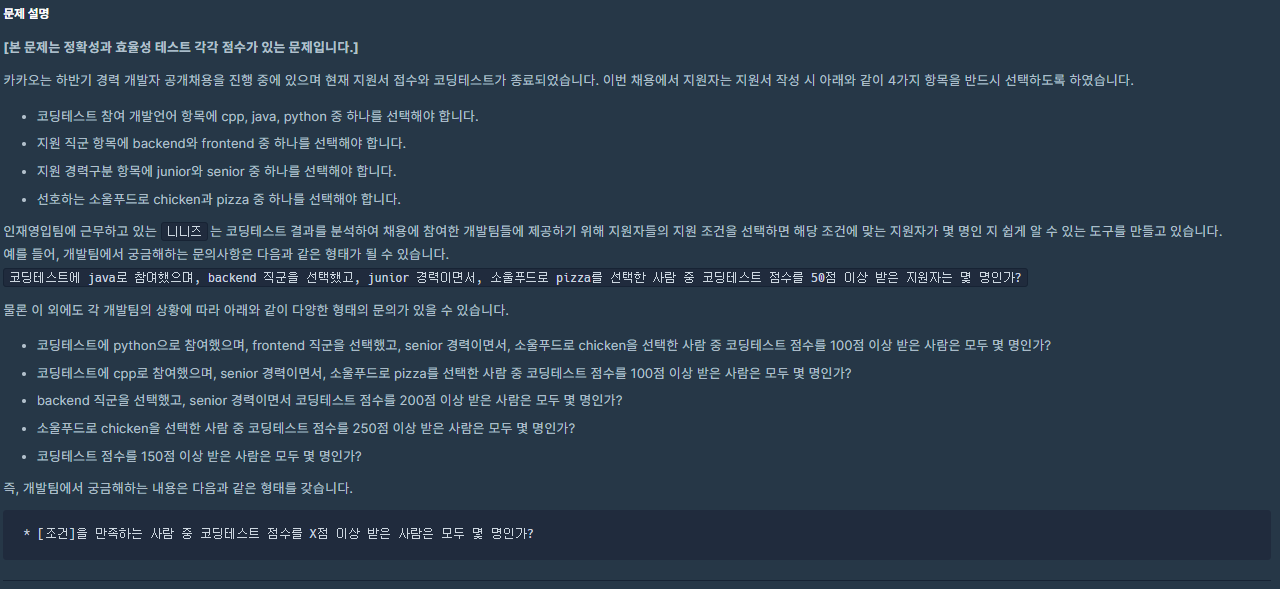 문제 설명
[본 문제는 정확성과 효율성 테스트 각각 점수가 있는 문제입니다.]
카카오는 하반기 경력 개발자 공개채용을 진행 중에 있으며 현재 지원서 접수와 코딩테스트가 종료되었습니다. 이번 채용에서 지원자는 지원서 작성 시 아래와 같이 4가지 항목을 반드시 선택하도록 하였습니다.
• 코딩테스트 참여 개발언어 항목에 cpp, java, python 중 하나를 선택해야 합니다.
• 지원 직군 항목에 backend와 frontend 중 하나를 선택해야 합니다.
• 지원 경력구분 항목에 junior와 senior 중 하나를 선택해야 합니다.
• 선호하는 소울푸드로 chicken과 pizza 중 하나를 선택해야 합니다.
인재영입팀에 근무하고 있는 니니즈 는 코딩테스트 결과를 분석하여 채용에 참여한 개발팀들에 제공하기 위해 지원자들의 지원 조건을 선택하면 해당 조건에 맞는 지원자가 몇 명인 지 쉽게 알 수 있는 도구를 만들고 있습니다.
예를 들어, 개발팀에서 궁금해하는 문의사항은 다음과 같은 형태가 될 수 있습니다.
코딩테스트에 java로 참여했으며, backend 직군을 선택했고, junior 경력이면서, 소울푸드로 pizza를 선택한 사람 중 코딩테스트 점수를 50점 이상 받은 지원자는 몇 명인가?
물론 이 외에도 각 개발팀의 상황에 따라 아래와 같이 다양한 형태의 문의가 있을 수 있습니다.
• 코딩테스트에 python으로 참여했으며, frontend 직군을 선택했고, senior 경력이면서, 소울푸드로 chicken을 선택한 사람 중 코딩테스트 점수를 100점 이상 받은 사람은 모두 몇 명인가?
• 코딩테스트에 cpp로 참여했으며, senior 경력이면서, 소울푸드로 pizza를 선택한 사람 중 코딩테스트 점수를 100점 이상 받은 사람은 모두 몇 명인가?
• backend 직군을 선택했고, senior 경력이면서 코딩테스트 점수를 200점 이상 받은 사람은 모두 몇 명인가?
• 소울푸드로 chicken을 선택한 사람 중 코딩테스트 점수를 250점 이상 받은 사람은 모두 몇 명인가?
• 코딩테스트 점수를 150점 이상 받은 사람은 모두 몇 명인가?
즉, 개발팀에서 궁금해하는 내용은 다음과 같은 형태를 갖습니다.
* [조건]을 만족하는 사람 중 코딩테스트 점수를 X점 이상 받은 사람은 모두 몇 명인가?